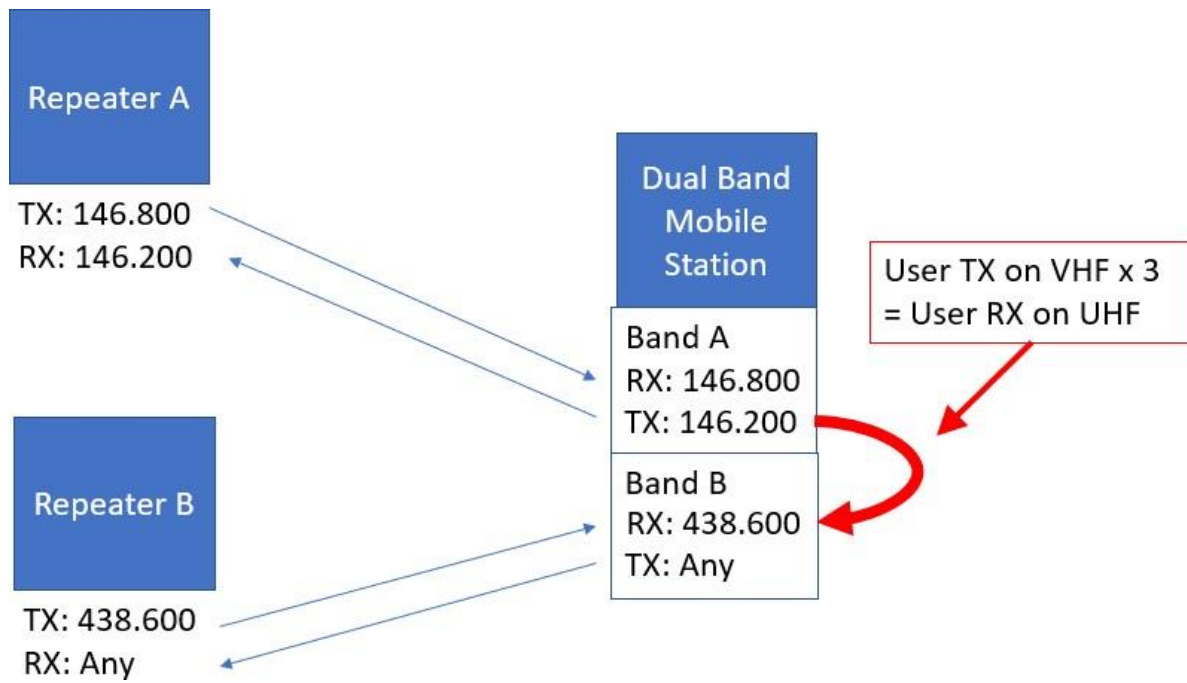 Repeater A
TX: 146.800
RX: 146.200
Dual Band
Mobile
Station
Band A
RX: 146.800
TX: 146.200
User TX on VHF x 3
= User RX on UHF
Repeater B
TX: 438.600
RX: Any
Band B
RX: 438.600
TX: Any